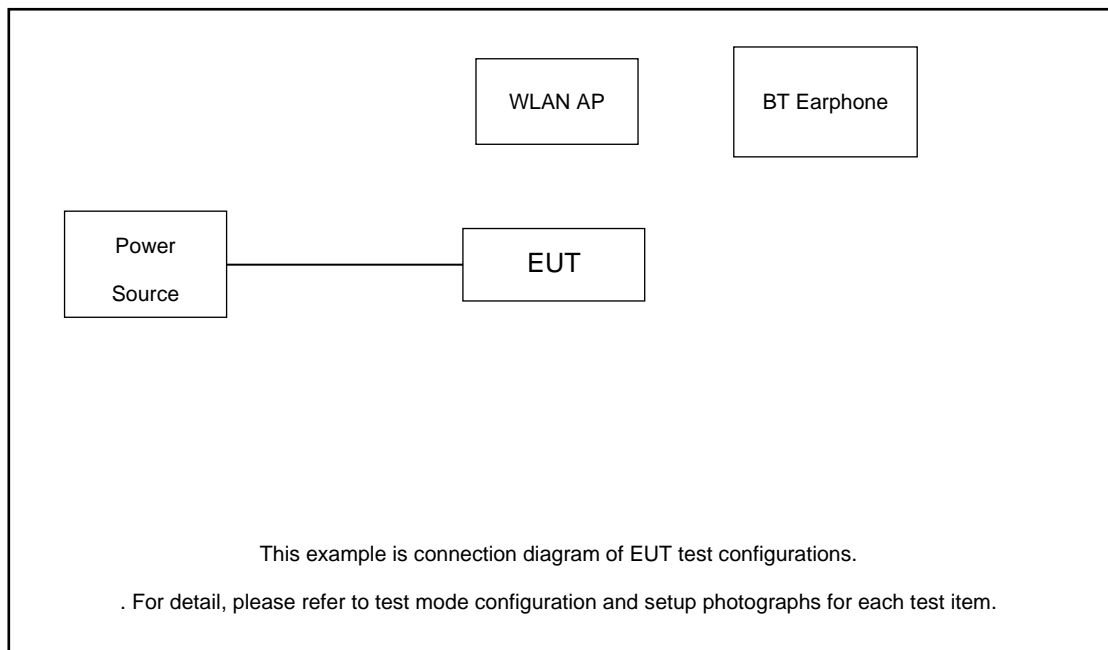 WLAN AP
BT Earphone
Power
Source
EUT
This example is connection diagram of EUT test configurations.
. For detail, please refer to test mode configuration and setup photographs for each test item.